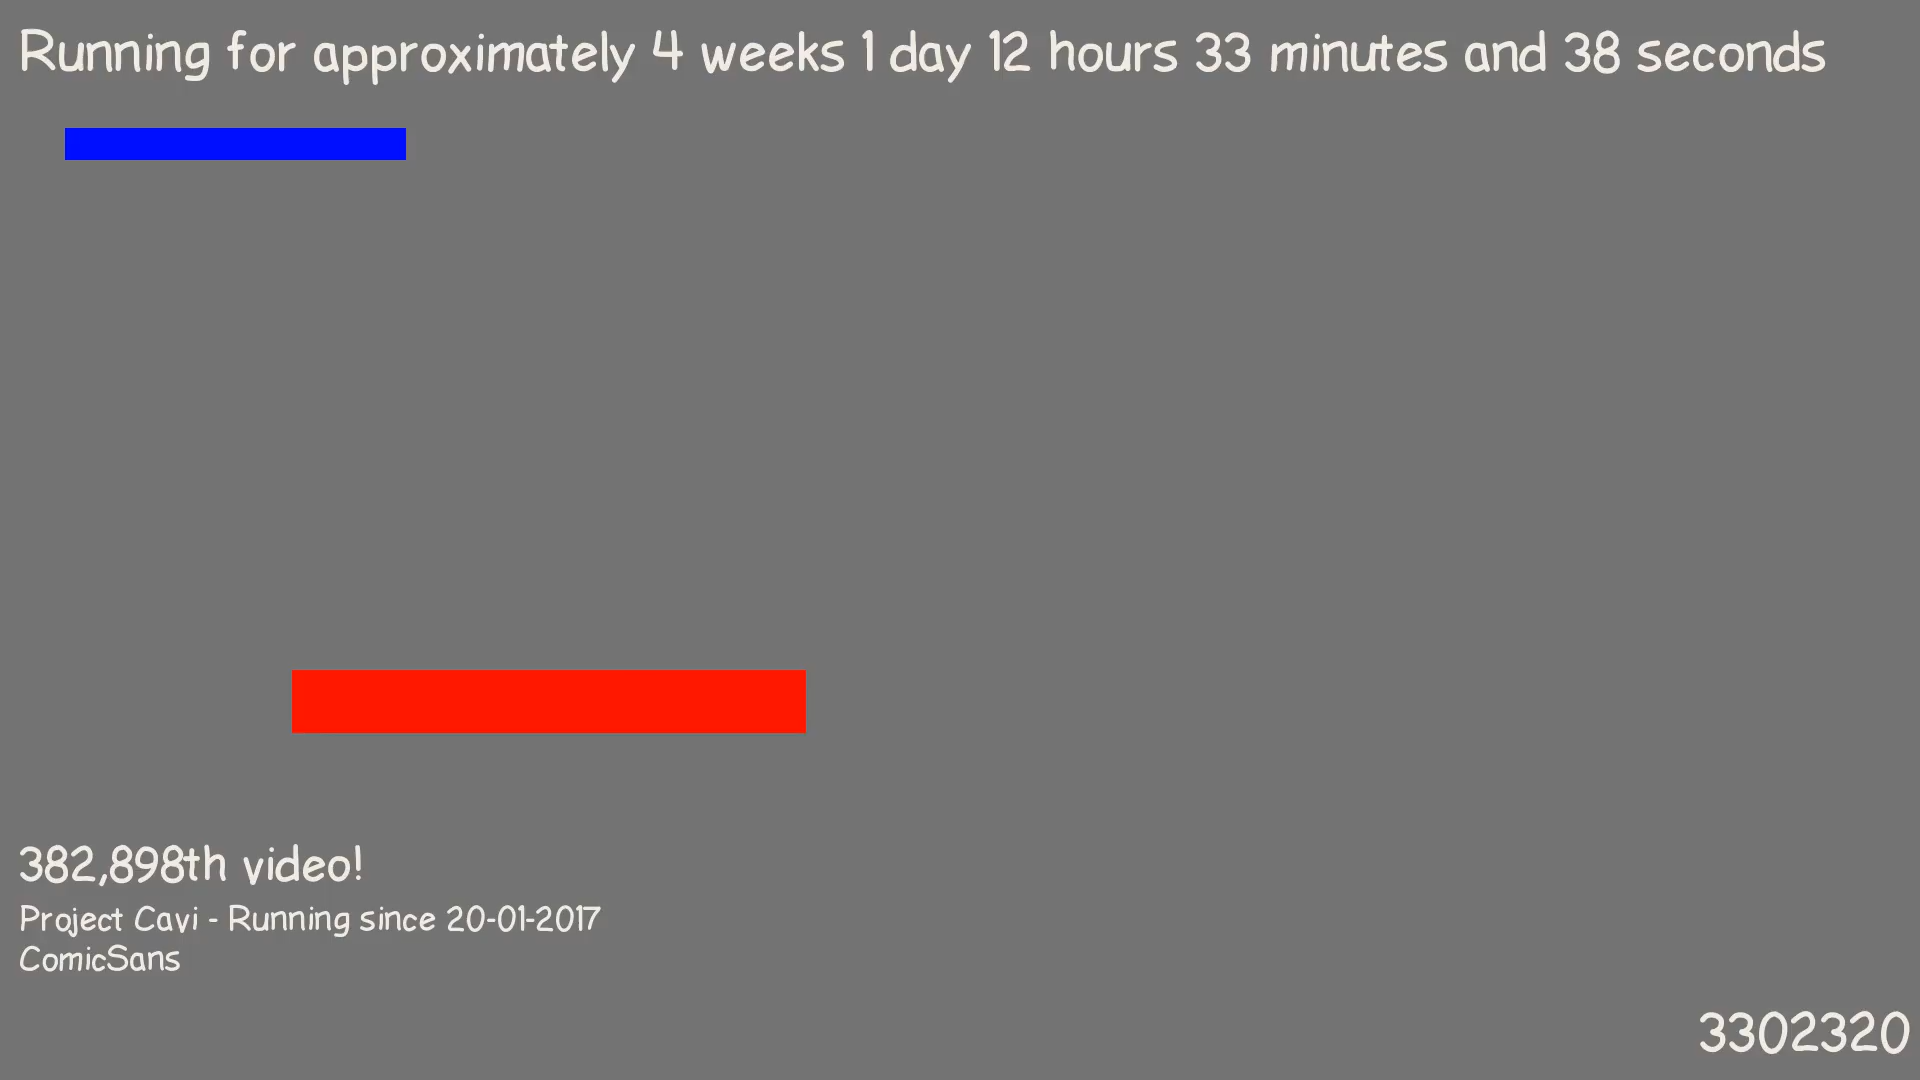 Running for approximately 4 weeks 1 day 12 hours 33 minutes and 38 seconds
382,898th video!
Project Cavi - Running since 20-01-2017
ComicSans
3302320